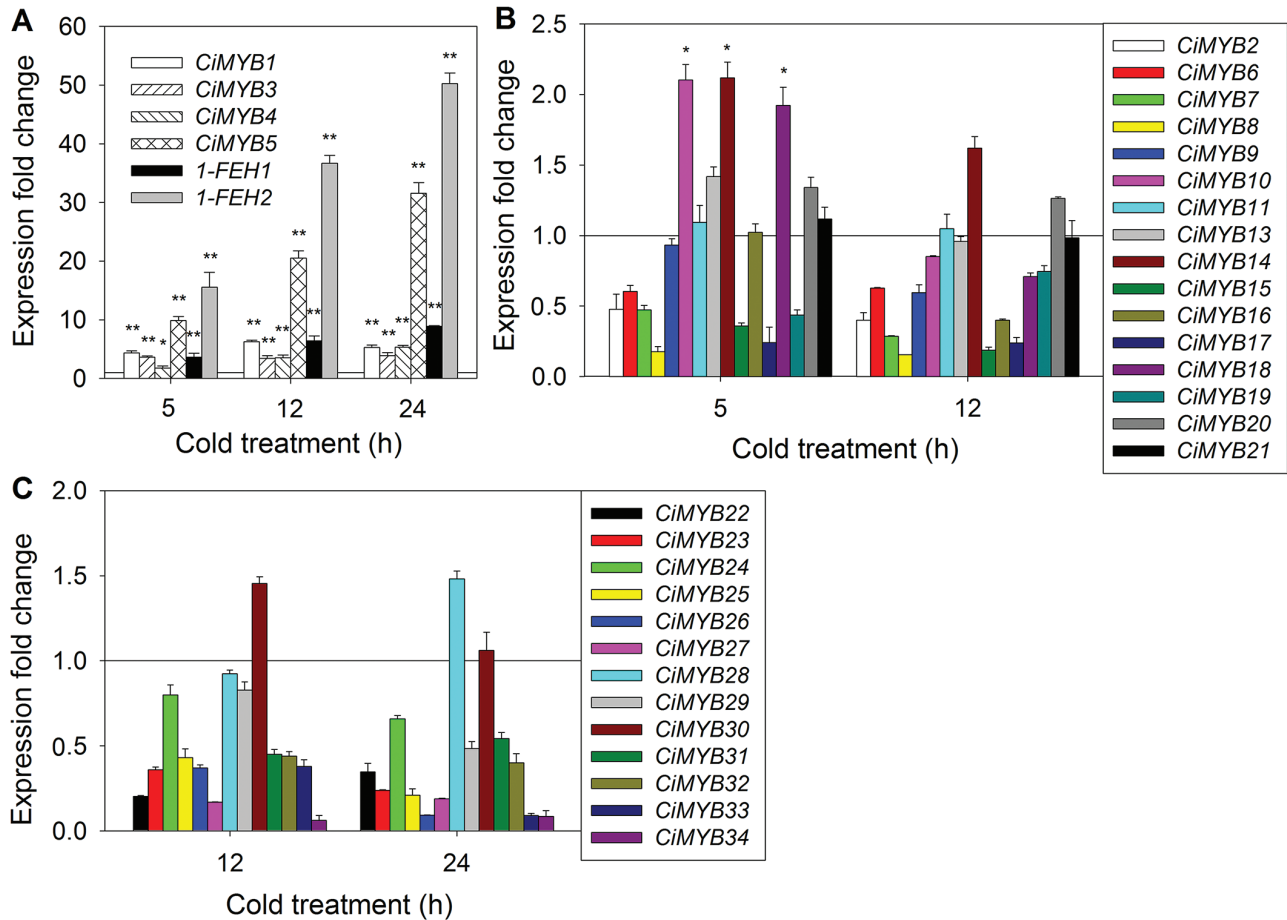 A
Expression fold change
60
50
40
30
20
10
0
CiMYB1
CiMYB3
CiMYB4
CiMYB5
1-FEH1
1-FEH2
** ** * ** ** **
** ** ** ** ** **
** ** ** ** ** **
5 12 24
Cold treatment (h)
B
Expression fold change
2.5
2.0
1.5
1.0
0.5
0.0
* * *
5 12
Cold treatment (h)
CiMYB2
CiMYB6
CiMYB7
CiMYB8
CiMYB9
CiMYB10
CiMYB11
CiMYB13
CiMYB14
CiMYB15
CiMYB16
CiMYB17
CiMYB18
CiMYB19
CiMYB20
CiMYB21
C
Expression fold change
2.0
1.5
1.0
0.5
0.0
12 24
Cold treatment (h)
CiMYB22
CiMYB23
CiMYB24
CiMYB25
CiMYB26
CiMYB27
CiMYB28
CiMYB29
CiMYB30
CiMYB31
CiMYB32
CiMYB33
CiMYB34